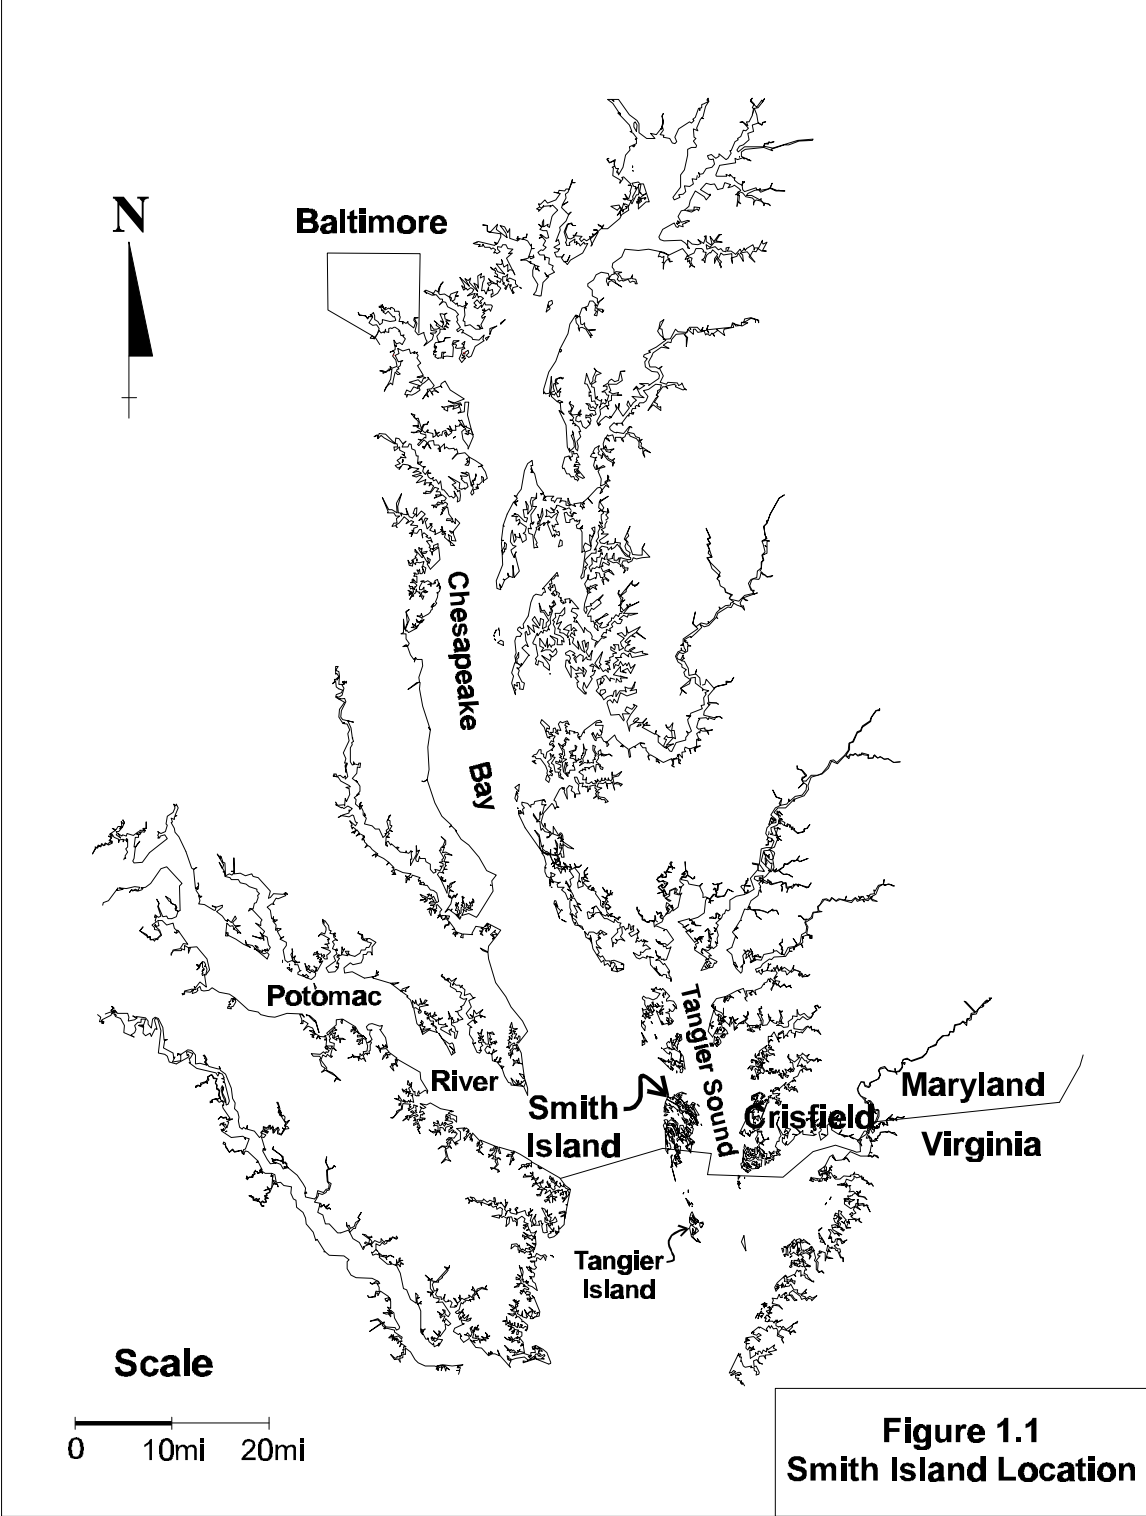 N
Baltimore
Chesapeake
Bay
Potomac
River
Tangier Sound
Smith
Island
Crisfield
Maryland
Virginia
Tangier
Island
Scale
0 10mi 20mi
Figure 1.1
Smith Island Location